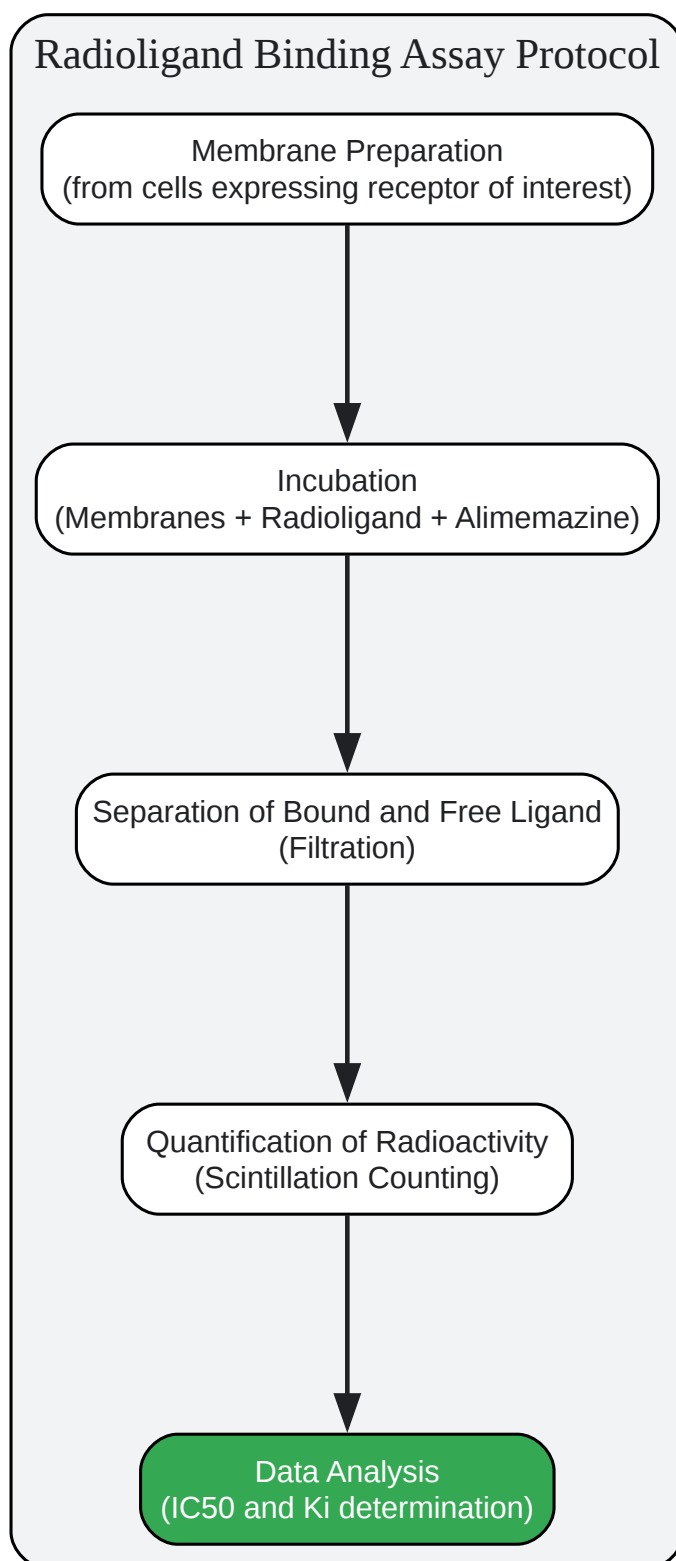 Radioligand Binding Assay Protocol
Membrane Preparation
(from cells expressing receptor of interest)
Incubation
(Membranes + Radioligand + Alimemazine)
Separation of Bound and Free Ligand
(Filtration)
Quantification of Radioactivity
(Scintillation Counting)
Data Analysis
(IC50 and Ki determination)